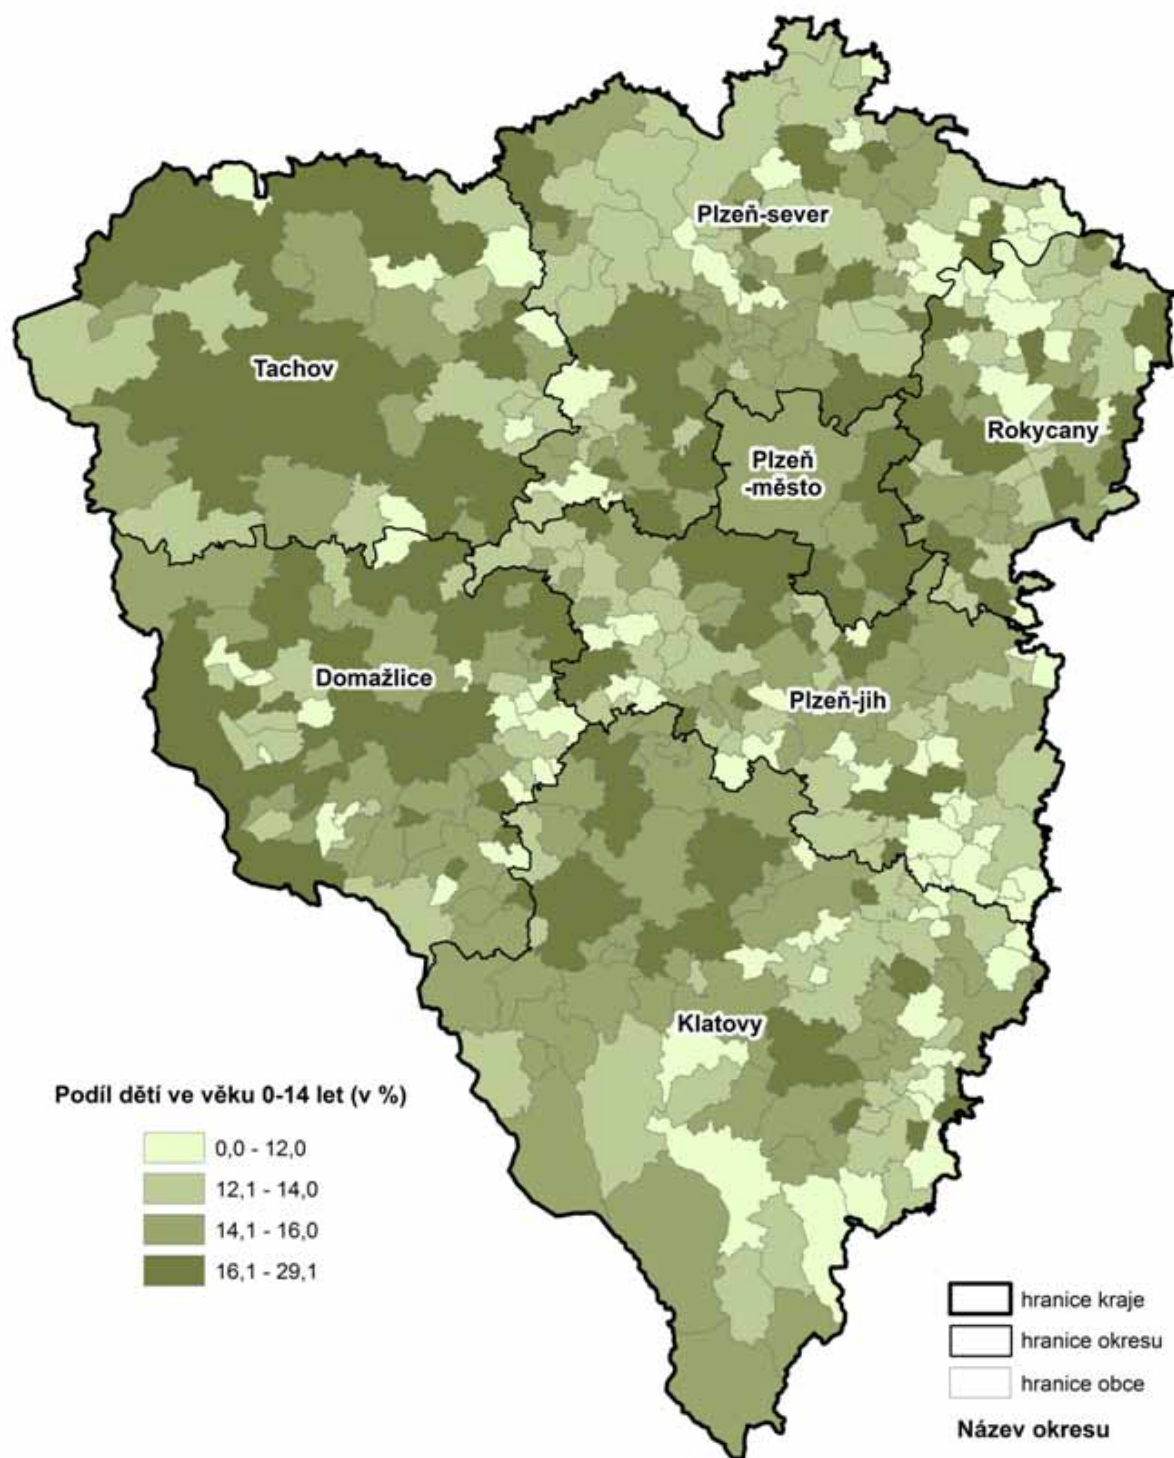 Plzeň-sever
Tachov
Rokycany
Plzeň
-město
Domažlice
Plzeň-jih
Klatovy
Podíl dětí ve věku 0-14 let (v %)
0,0 - 12,0
12,1 - 14,0
14,1 - 16,0
16,1 - 29,1
hranice kraje
hranice okresu
hranice obce
Název okresu